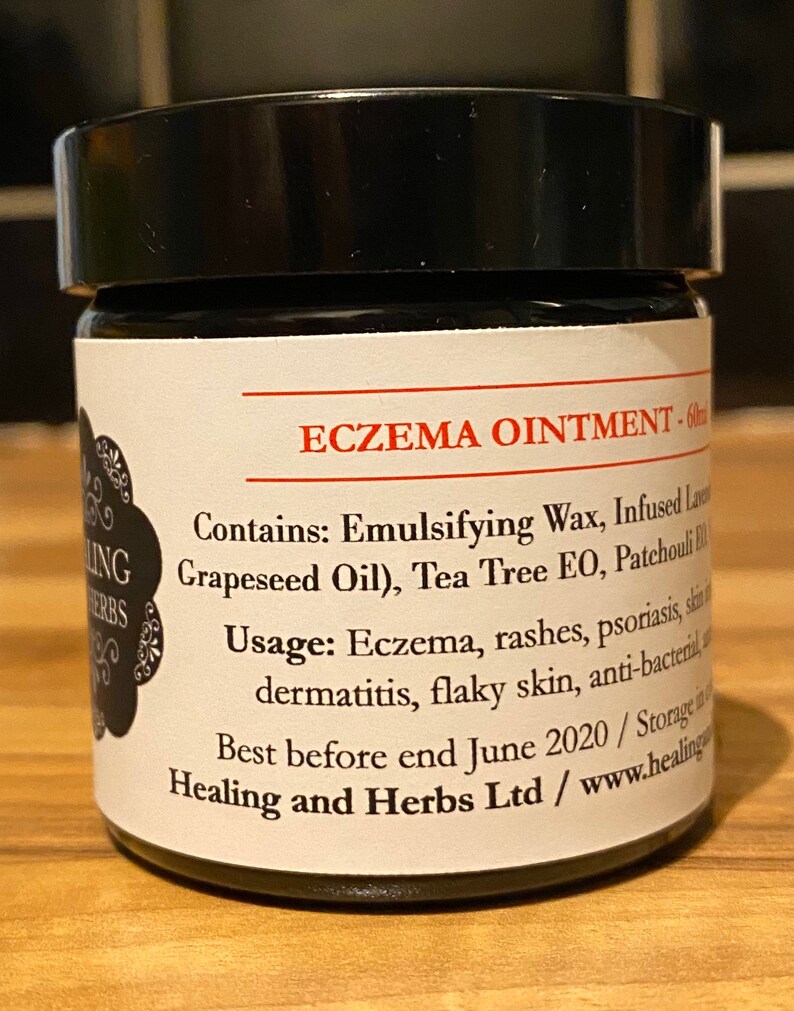 ECZEMA OINTMENT - 60ml
Contains: Emulsifying Wax, Infused
Grapeseed Oil), Tea Tree EO, Patchouli EO,
Usage: Eczema, rashes, psoriasis, skin
dermatitis, flaky skin, anti-bacterial,
Best before end June 2020 / Storage in
Healing and Herbs Ltd / www.healing
LING
HERBS